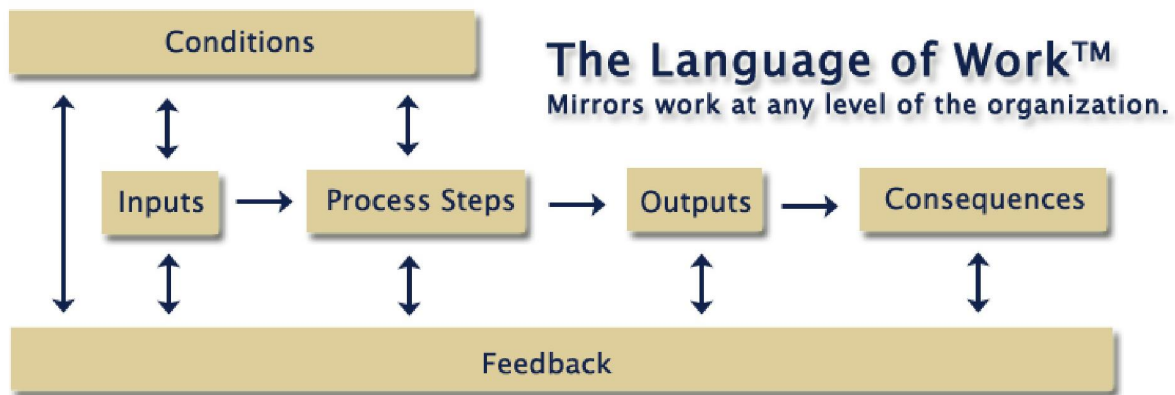 Conditions
The Language of Work™
Mirrors work at any level of the organization.
Inputs
Process Steps
Outputs
Consequences
Feedback